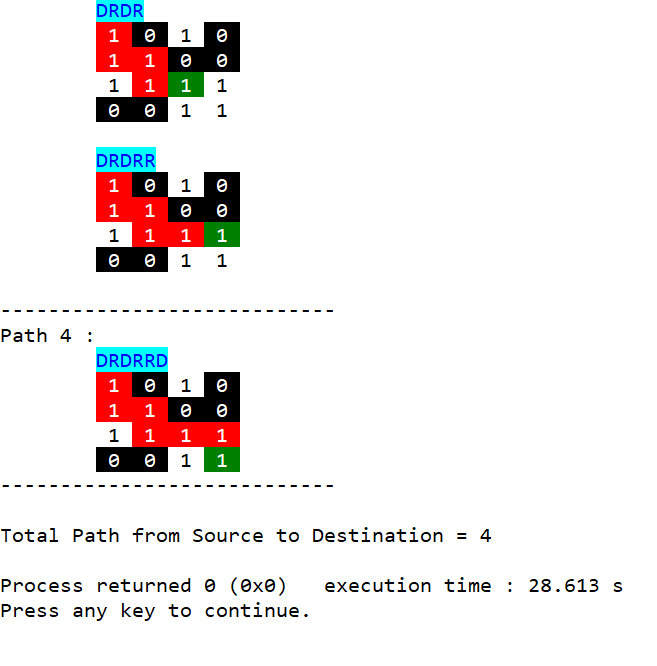 DRDR
1 0 1 0
1 1 0 0
1 1 1 1
0 0 1 1
DRDRR
1 0 1 0
1 1 0 0
1 1 1 1
0 0 1 1
----------------------------
Path 4 :
DRDRRD
1 0 1 0
1 1 0 0
1 1 1 1
0 0 1 1
----------------------------
Total Path from Source to Destination = 4
Process returned 0 (0x0)   execution time : 28.613 s
Press any key to continue.